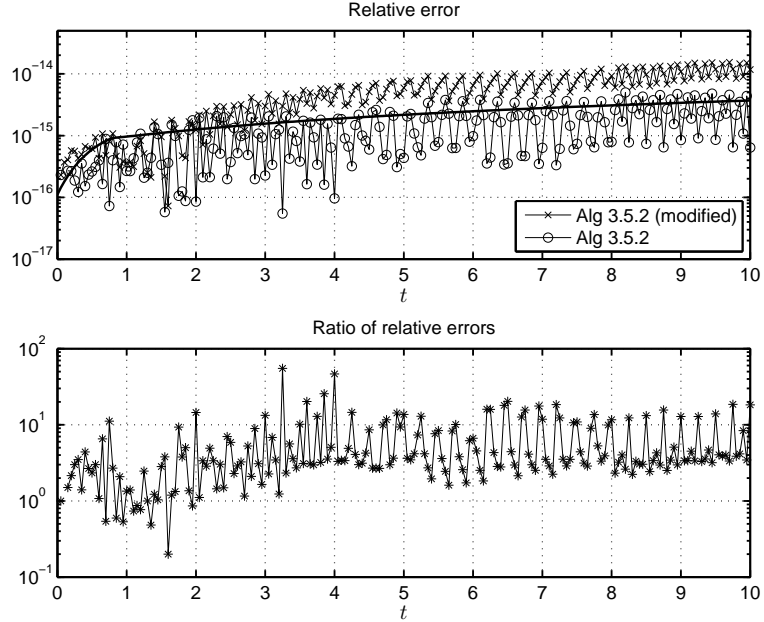 Relative error
10^-14
10^-15
10^-16
10^-17
Alg 3.5.2 (modified)
Alg 3.5.2
0 1 2 3 4 5 6 7 8 9 10
t
Ratio of relative errors
10^2
10^1
10^0
10^-1
0 1 2 3 4 5 6 7 8 9 10
t